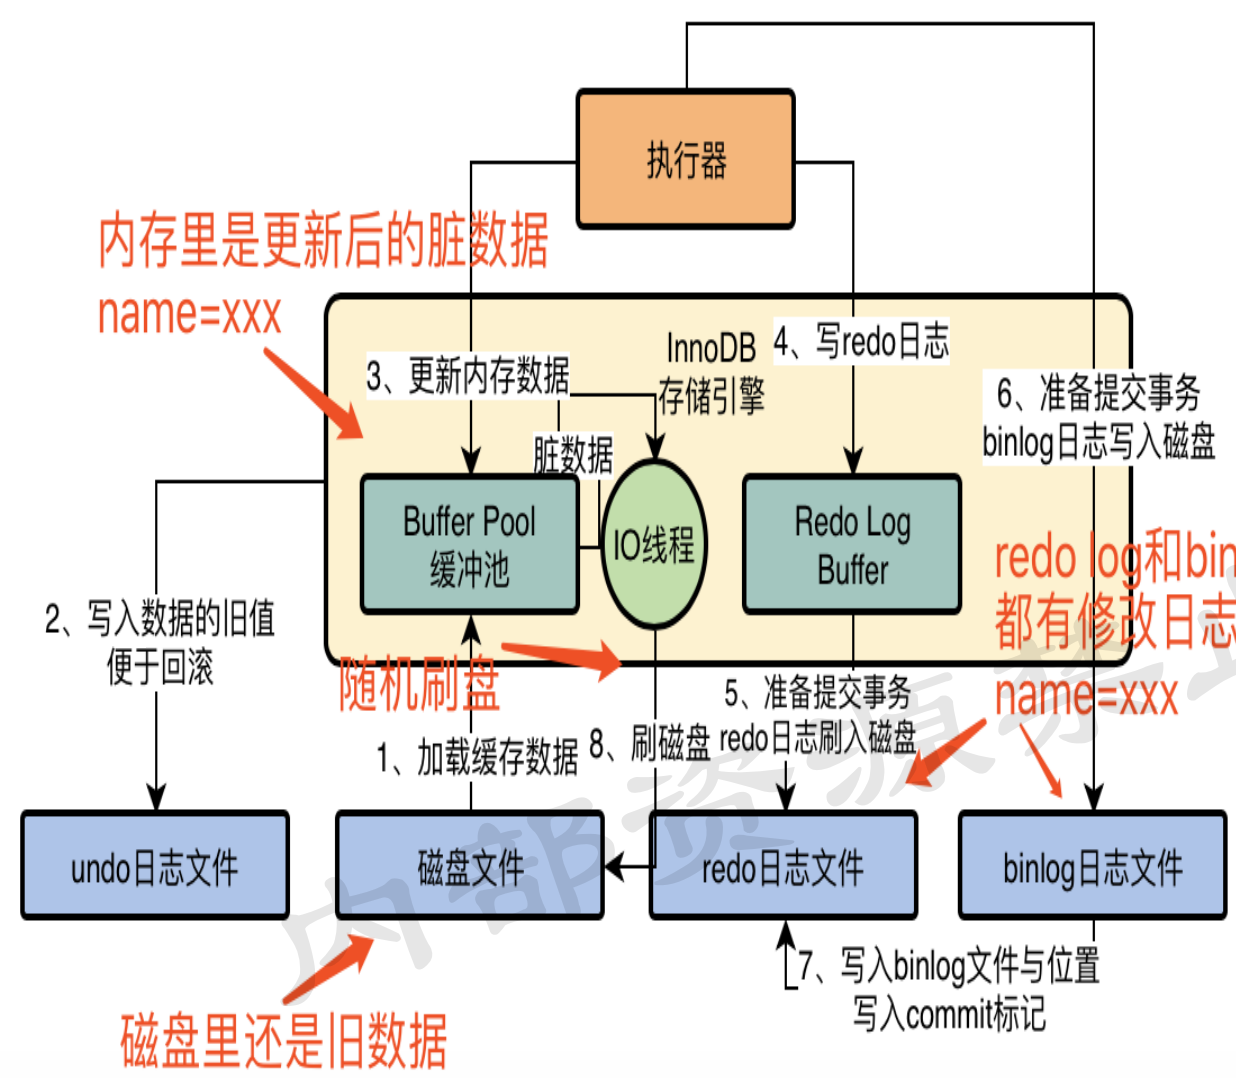 执行器
内存里是更新后的脏数据
name=xxx
InnoDB
存储引擎
3、更新内存数据
4、写redo日志
6、准备提交事务
binlog日志写入磁盘
脏数据
Buffer Pool
缓冲池
IO线程
Redo Log
Buffer
redo log和bin
都有修改日志
name=xxx
2、写入数据的旧值
便于回滚
随机刷盘
1、加载缓存数据
8、刷磁盘
5、准备提交事务
redo日志刷入磁盘
undo日志文件
磁盘文件
redo日志文件
binlog日志文件
7、写入binlog文件与位置
写入commit标记
磁盘里还是旧数据
内部资源禁止